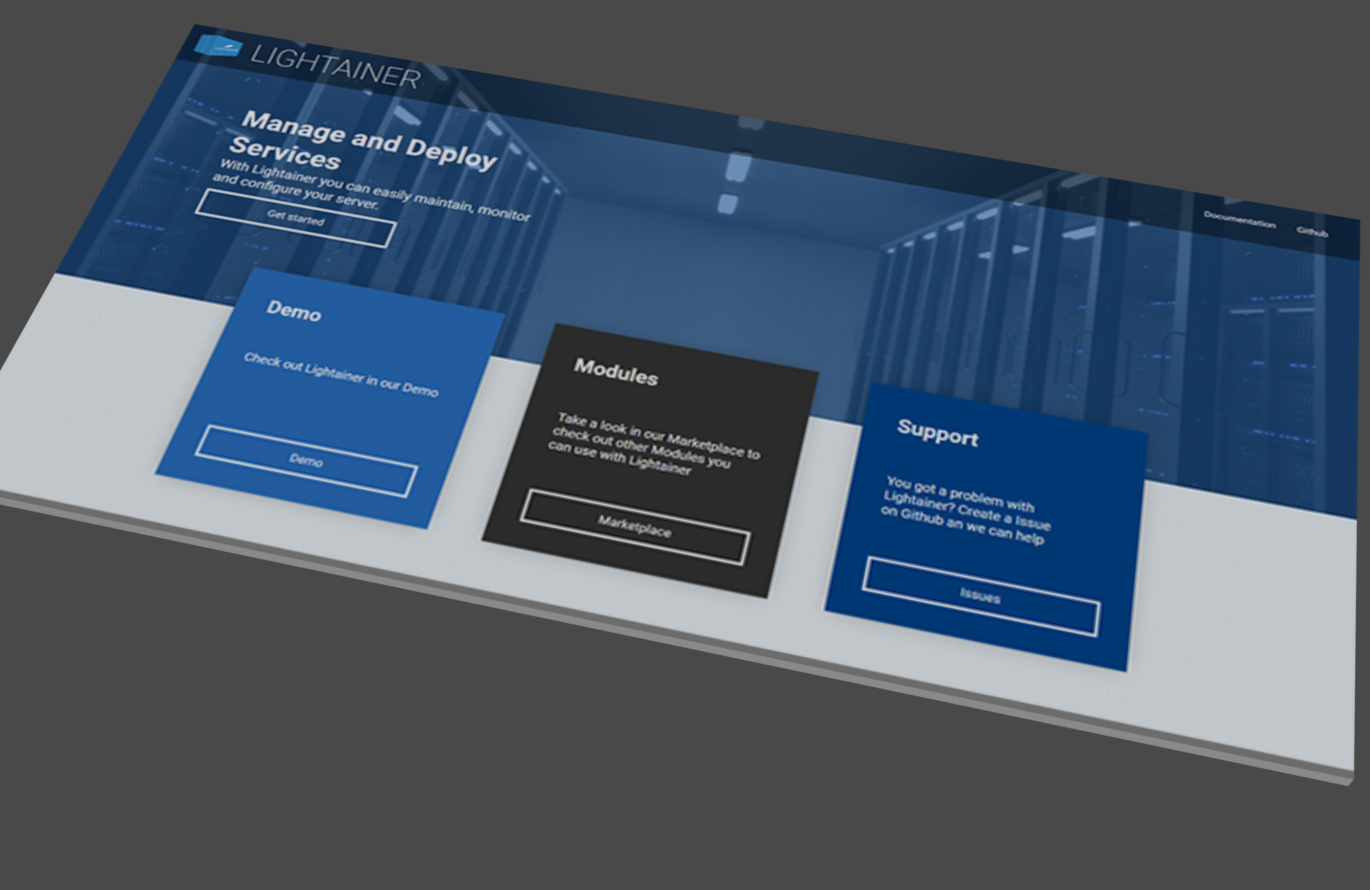 LIGHTAINER
Documentation
Github
Manage and Deploy
Services
With Lightainer you can easily maintain, monitor
and configure your server.
Get started
Demo
Check out Lightainer in our Demo
Demo
Modules
Take a look in our Marketplace to
check out other Modules you
can use with Lightainer
Marketplace
Support
You got a problem with
Lightainer? Create a Issue
on Github an we can help
Issues